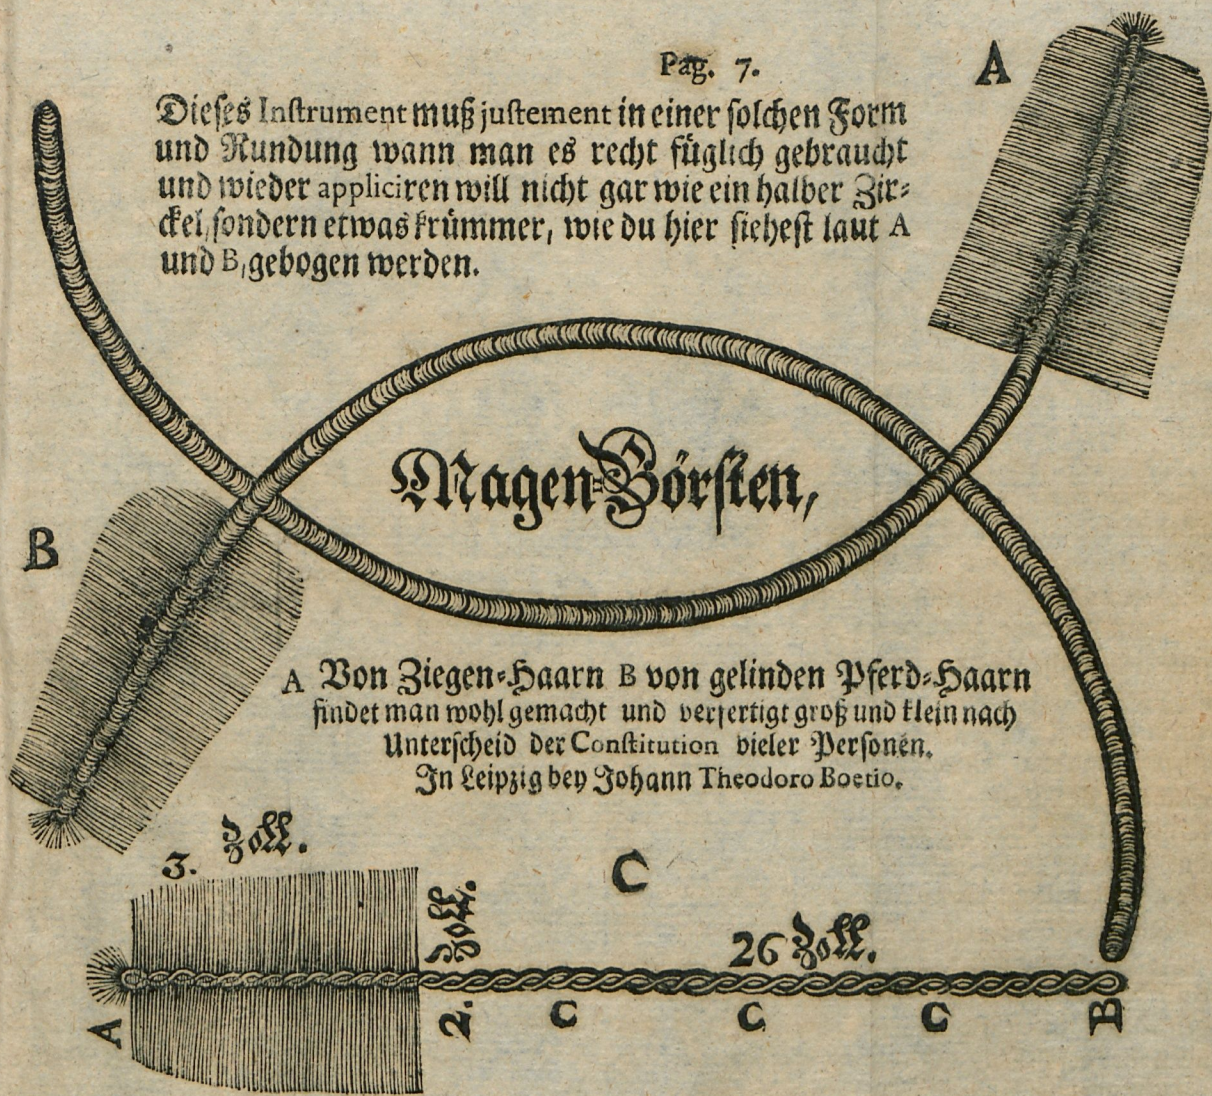 Pag. 7.
A
Dieses Instrument muß justement in einer solchen Form
und Rundung wann man es recht füglich gebraucht
und wieder appliciren will nicht gar wie ein halber Zir-
ckel, sondern etwas krümmer, wie du hier siehest laut A
und B, gebogen werden.
Magen-Börsten,
B
A Von Ziegen-Haarn B von gelinden Pferd-Haarn
findet man wohl gemacht und verfertigt groß und klein nach
Unterscheid der Constitution vieler Personen.
In Leipzig bey Johann Theodoro Boetio.
3. Zoll.
C
2. Zoll.
26 Zoll.
A
C C C
B